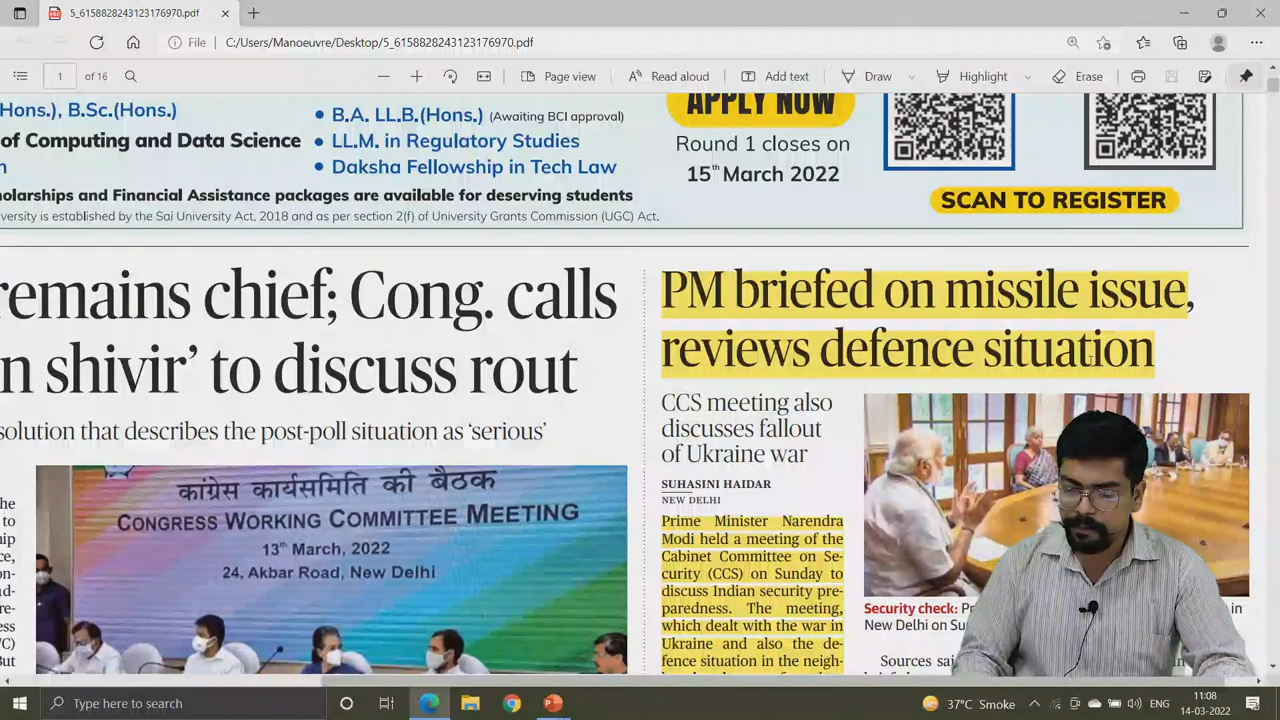 5_6158828243123176970.pdf
File
C:/Users/Manoeuvre/Desktop/5_6158828243123176970.pdf
1 of 16
Page view
Read aloud
Add text
Draw
Highlight
Erase
Hons.), B.Sc.(Hons.)
of Computing and Data Science
B.A. LL.B.(Hons.) (Awaiting BCI approval)
LL.M. in Regulatory Studies
Daksha Fellowship in Tech Law
holarships and Financial Assistance packages are available for deserving students
versity is established by the Sai University Act, 2018 and as per section 2(f) of University Grants Commission (UGC) Act.
APPLY NOW
Round 1 closes on
15th March 2022
SCAN TO REGISTER
remains chief; Cong. calls
n shivir’ to discuss rout
solution that describes the post-poll situation as ‘serious’
कांग्रेस कार्यसमिति की बैठक
CONGRESS WORKING COMMITTEE MEETING
13th March, 2022
24, Akbar Road, New Delhi
PM briefed on missile issue,
reviews defence situation
CCS meeting also
discusses fallout
of Ukraine war
SUHASINI HAIDAR
NEW DELHI
Prime Minister Narendra
Modi held a meeting of the
Cabinet Committee on Se-
curity (CCS) on Sunday to
discuss Indian security pre-
paredness. The meeting,
which dealt with the war in
Ukraine and also the de-
fence situation in the neigh-
Security check: Pr
in
New Delhi on Su
Sources sai
Type here to search
37°C Smoke
ENG
11:08
14-03-2022